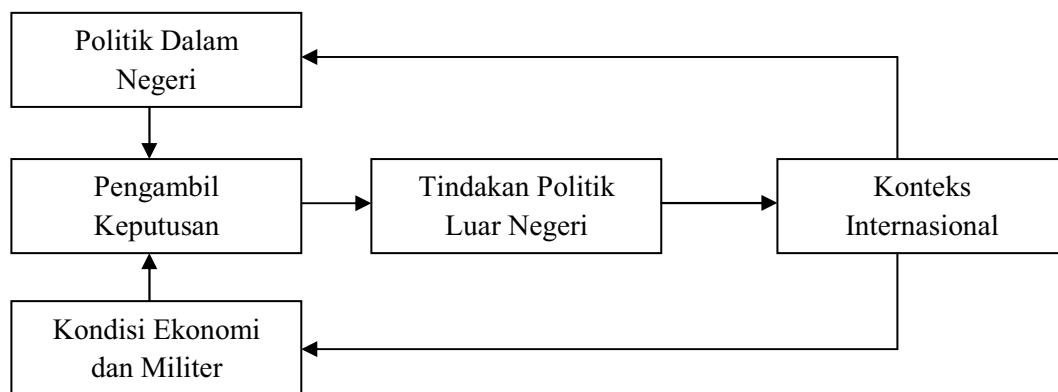 Politik Dalam
Negeri
Pengambil
Keputusan
Tindakan Politik
Luar Negeri
Konteks
Internasional
Kondisi Ekonomi
dan Militer